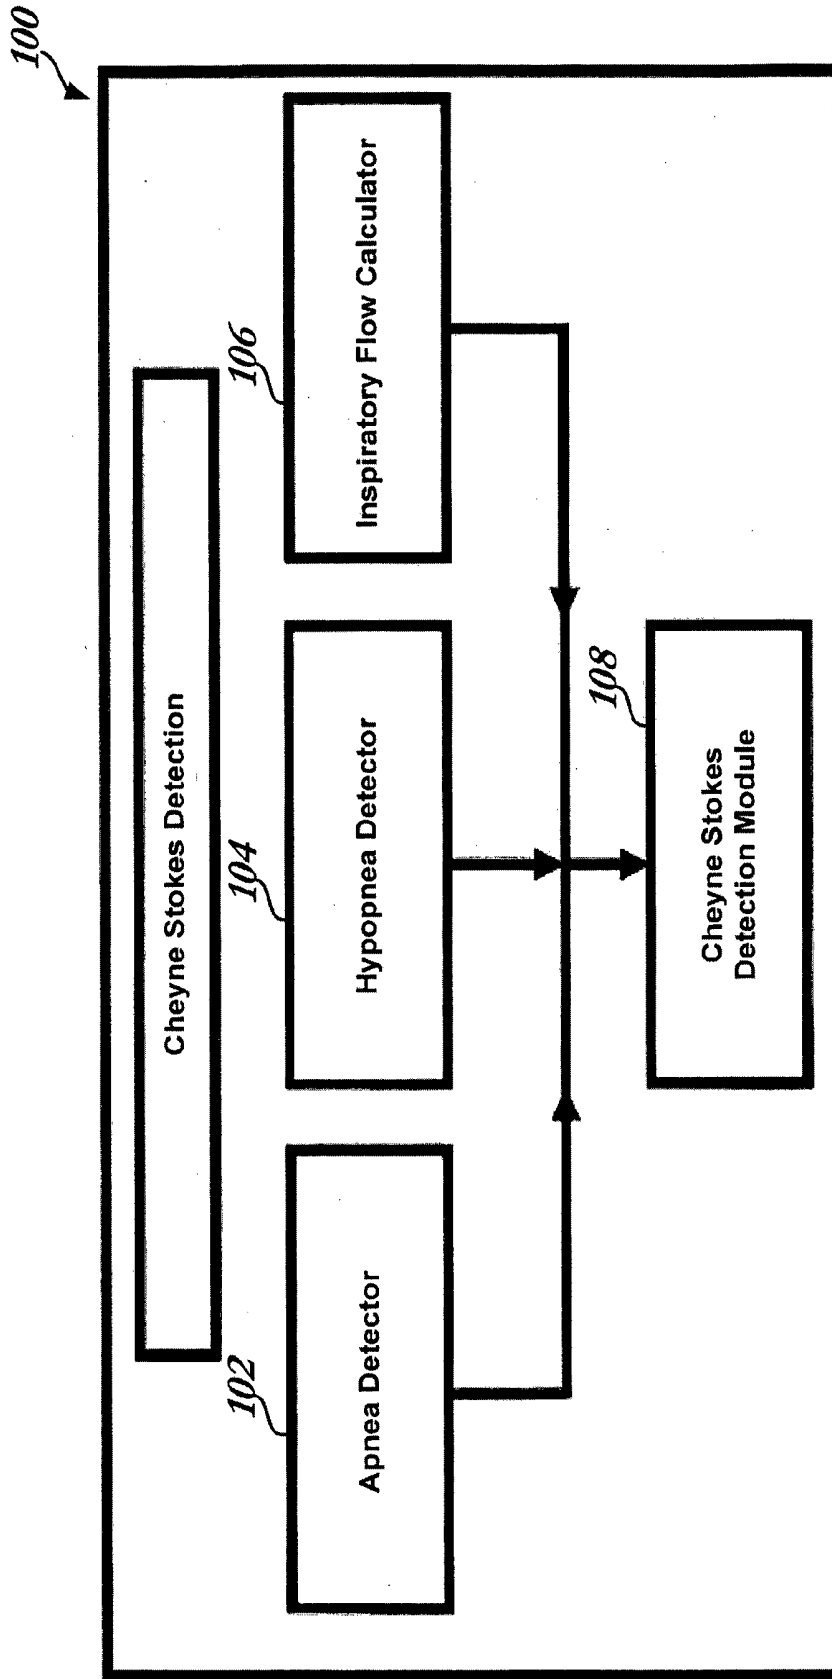 100
Cheyne Stokes Detection
102
Apnea Detector
104
Hypopnea Detector
106
Inspiratory Flow Calculator
108
Cheyne Stokes
Detection Module